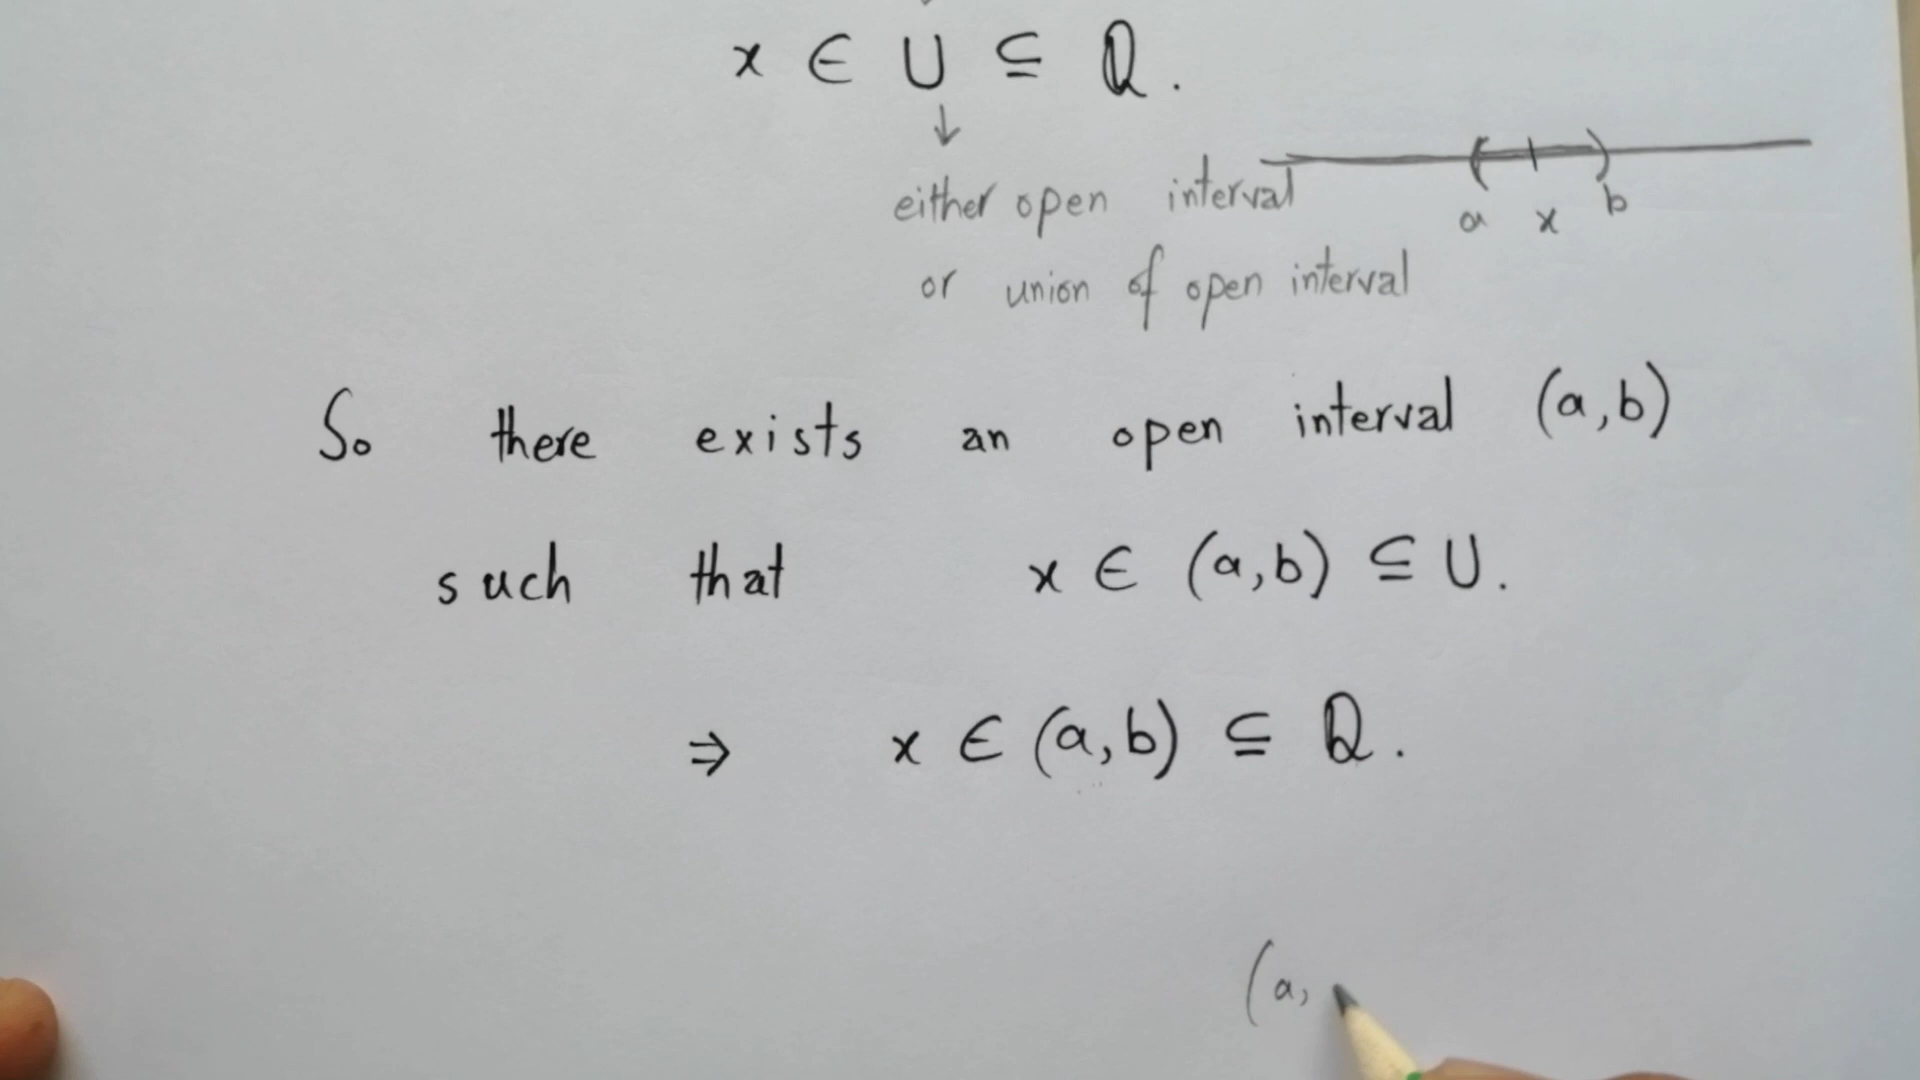 x ∈ U ⊆ ℚ.
↓
either open interval
a x b
or union of open interval
So there exists an open interval (a,b)
such that x ∈ (a,b) ⊆ U.
⇒ x ∈ (a,b) ⊆ ℚ.
(a,